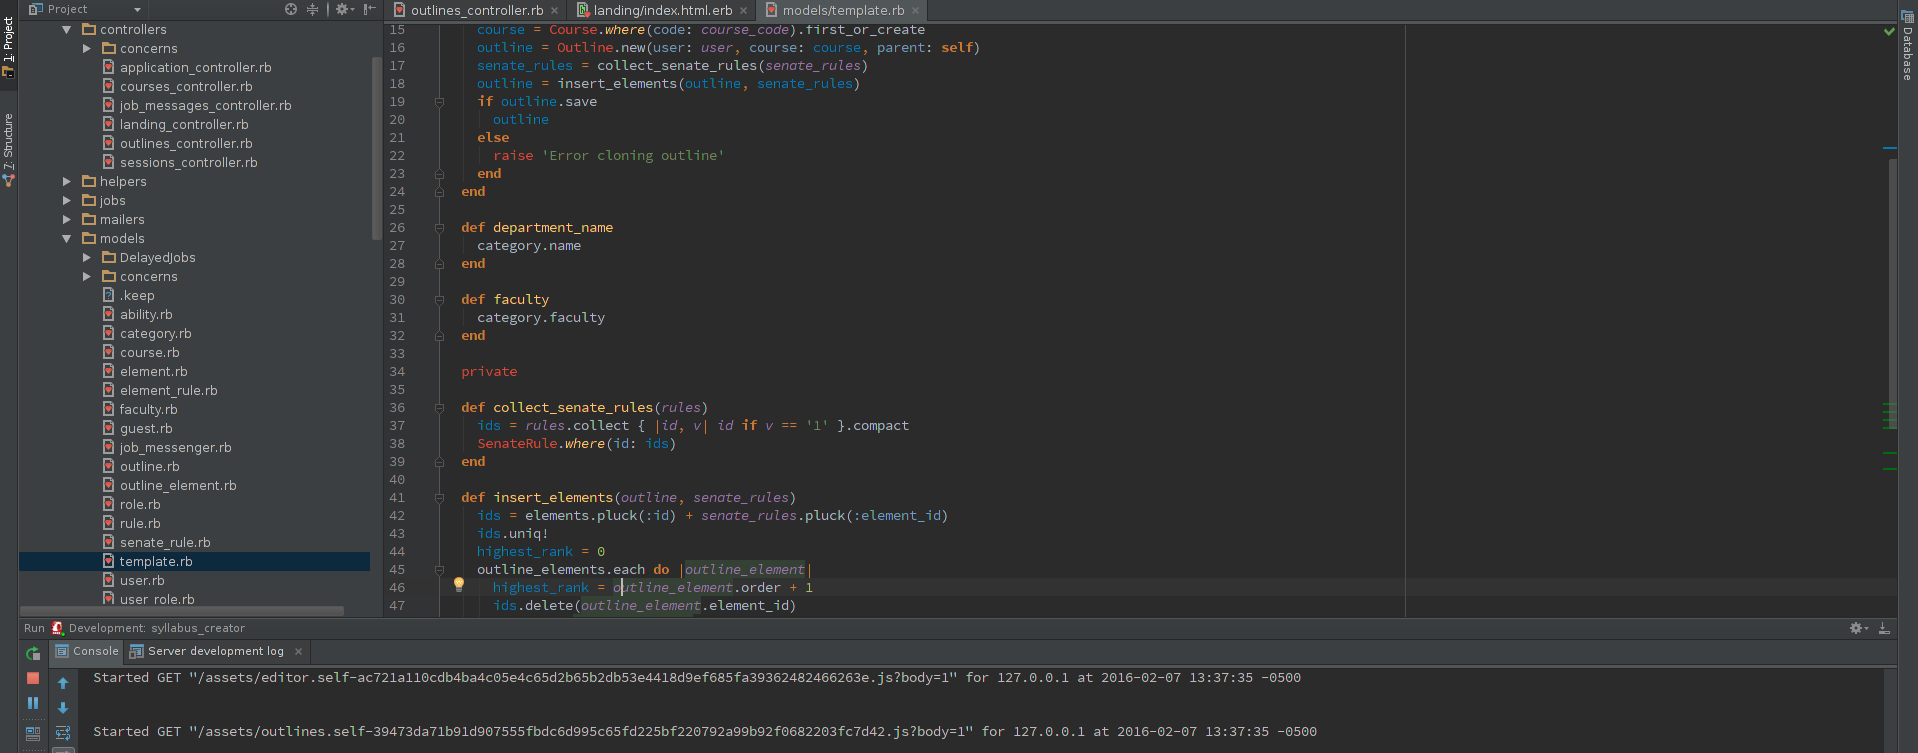 Project
outlines_controller.rb
landing/index.html.erb
models/template.rb
1: Project
7: Structure
Database
controllers
concerns
application_controller.rb
courses_controller.rb
job_messages_controller.rb
landing_controller.rb
outlines_controller.rb
sessions_controller.rb
helpers
jobs
mailers
models
DelayedJobs
concerns
.keep
ability.rb
category.rb
course.rb
element.rb
element_rule.rb
faculty.rb
guest.rb
job_messenger.rb
outline.rb
outline_element.rb
role.rb
rule.rb
senate_rule.rb
template.rb
user.rb
user_role.rb
15 course = Course.where(code: course_code).first_or_create
16 outline = Outline.new(user: user, course: course, parent: self)
17 senate_rules = collect_senate_rules(senate_rules)
18 outline = insert_elements(outline, senate_rules)
19 if outline.save
20 outline
21 else
22 raise 'Error cloning outline'
23 end
24 end
25
26 def department_name
27 category.name
28 end
29
30 def faculty
31 category.faculty
32 end
33
34 private
35
36 def collect_senate_rules(rules)
37 ids = rules.collect { |id, v| id if v == '1' }.compact
38 SenateRule.where(id: ids)
39 end
40
41 def insert_elements(outline, senate_rules)
42 ids = elements.pluck(:id) + senate_rules.pluck(:element_id)
43 ids.uniq!
44 highest_rank = 0
45 outline_elements.each do |outline_element|
46 highest_rank = outline_element.order + 1
47 ids.delete(outline_element.element_id)
Run Development: syllabus_creator
Console
Server development log
Started GET "/assets/editor.self-ac721a110cdb4ba4c05e4c65d2b65b2db53e4418d9ef685fa39362482466263e.js?body=1" for 127.0.0.1 at 2016-02-07 13:37:35 -0500
Started GET "/assets/outlines.self-39473da71b91d907555fbdc6d995c65fd225bf220792a99b92f0682203fc7d42.js?body=1" for 127.0.0.1 at 2016-02-07 13:37:35 -0500